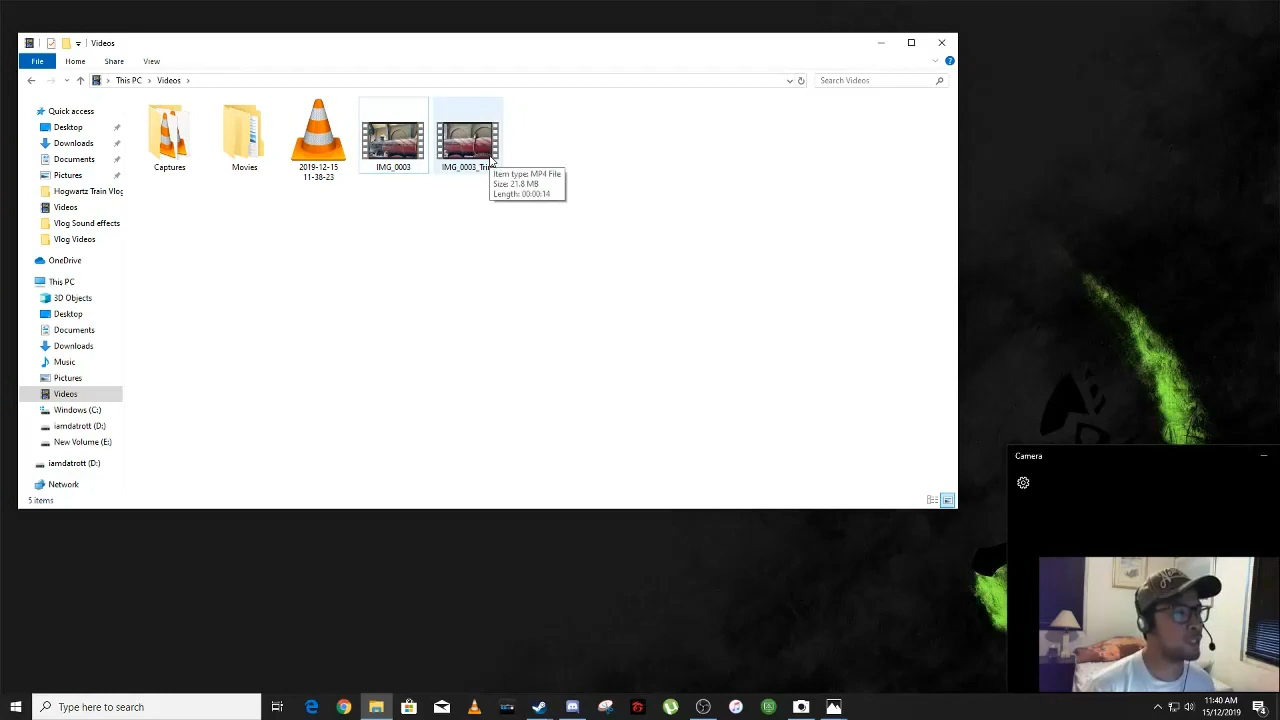 Videos
File Home Share View
This PC Videos
Search Videos
Quick access
Desktop
Downloads
Documents
Pictures
Hogwartz Train Vlog
Videos
Vlog Sound effects
Vlog Videos
OneDrive
This PC
3D Objects
Desktop
Documents
Downloads
Music
Pictures
Videos
Windows (C:)
iamdatrott (D:)
New Volume (E:)
iamdatrott (D:)
Network
Captures
Movies
2019-12-15
11-38-23
IMG_0003
IMG_0003_Trim
Item type: MP4 File
Size: 21.8 MB
Length: 00:00:14
5 items
Camera
Type here to search
11:40 AM
15/12/2019